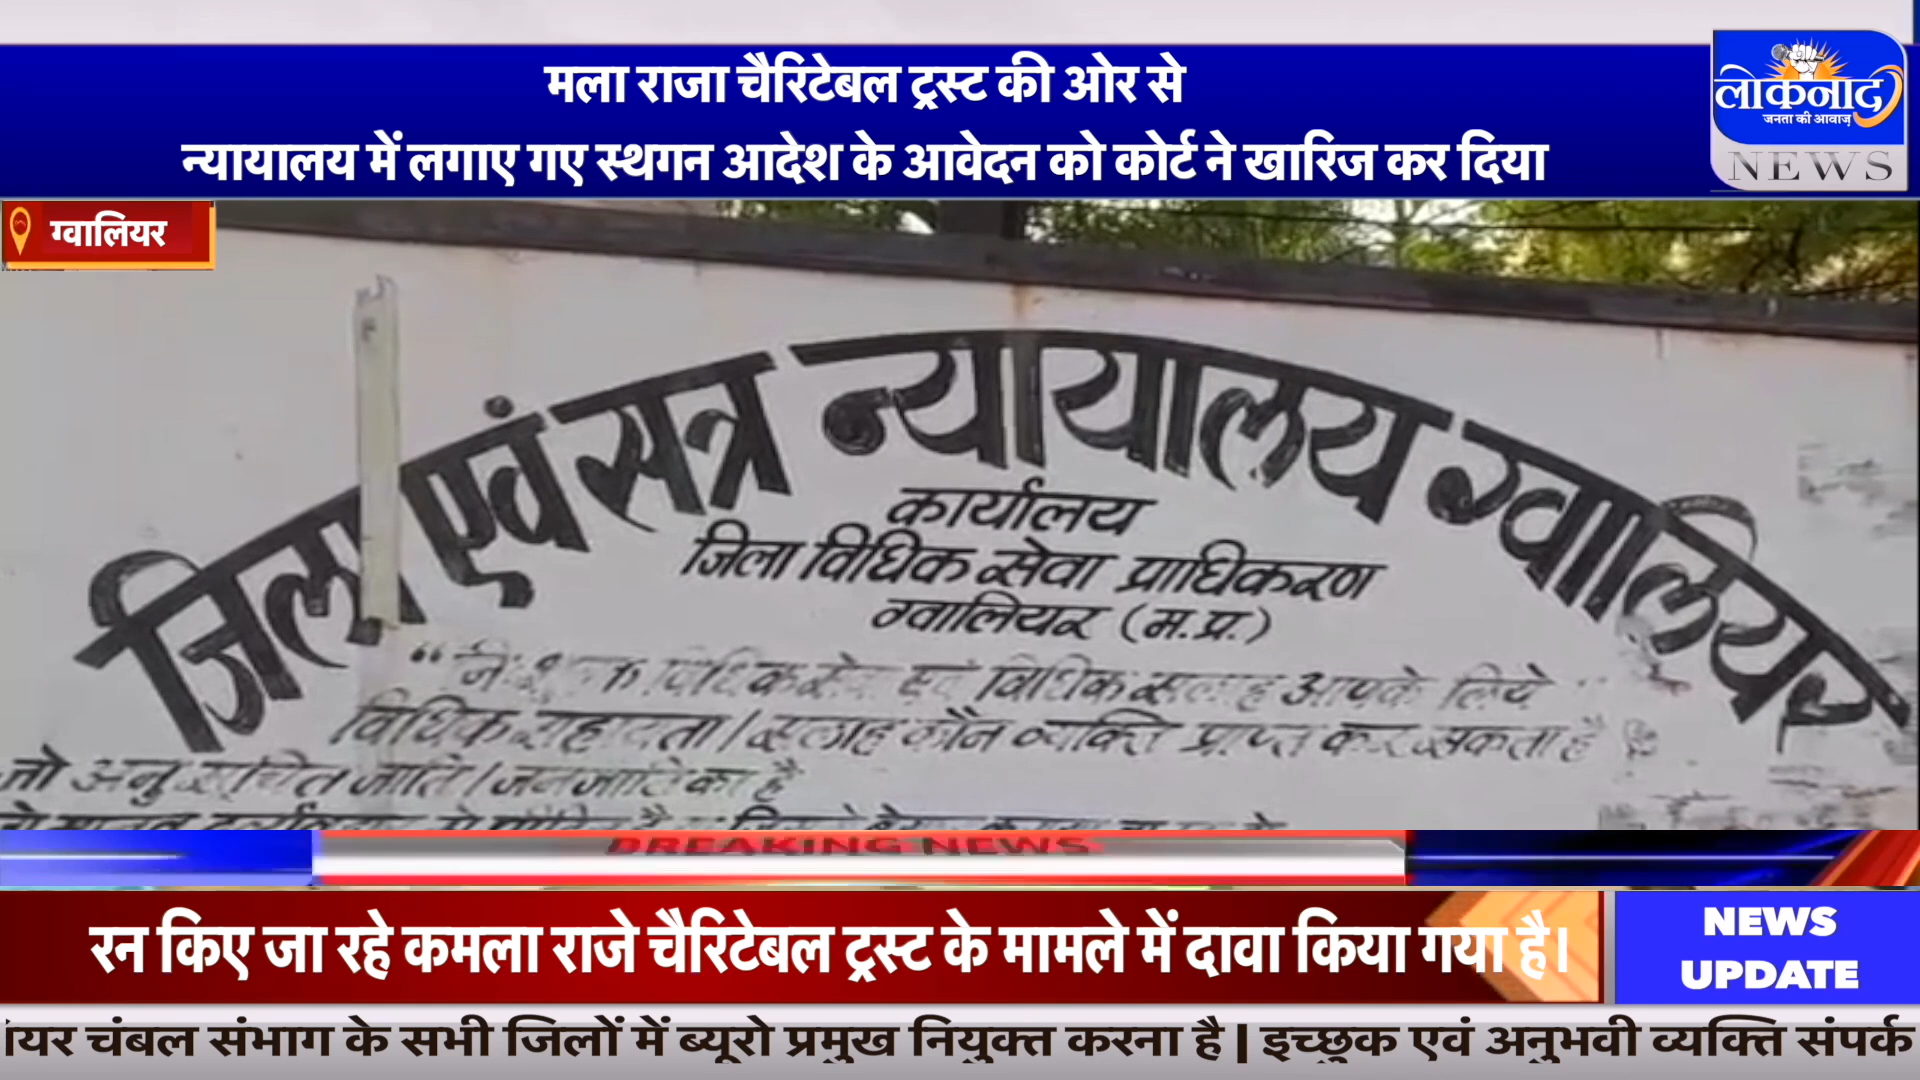 मला राजा चैरिटेबल ट्रस्ट की ओर से
न्यायालय में लगाए गए स्थगन आदेश के आवेदन को कोर्ट ने खारिज कर दिया
लोकनाद
जनता की आवाज़
NEWS
ग्वालियर
जिला एवं सत्र न्यायालय ग्वालियर
कार्यालय
जिला विधिक सेवा प्राधिकरण
ग्वालियर (म.प्र.)
विधिक सलाह आपके लिये
विधिक सहायता / सलाह कौन व्यक्ति प्राप्त कर सकता है
जो अनुसूचित जाति / जनजाति का है
BREAKING NEWS
रन किए जा रहे कमला राजे चैरिटेबल ट्रस्ट के मामले में दावा किया गया है।
NEWS
UPDATE
यर चंबल संभाग के सभी जिलों में ब्यूरो प्रमुख नियुक्त करना है | इच्छुक एवं अनुभवी व्यक्ति संपर्क